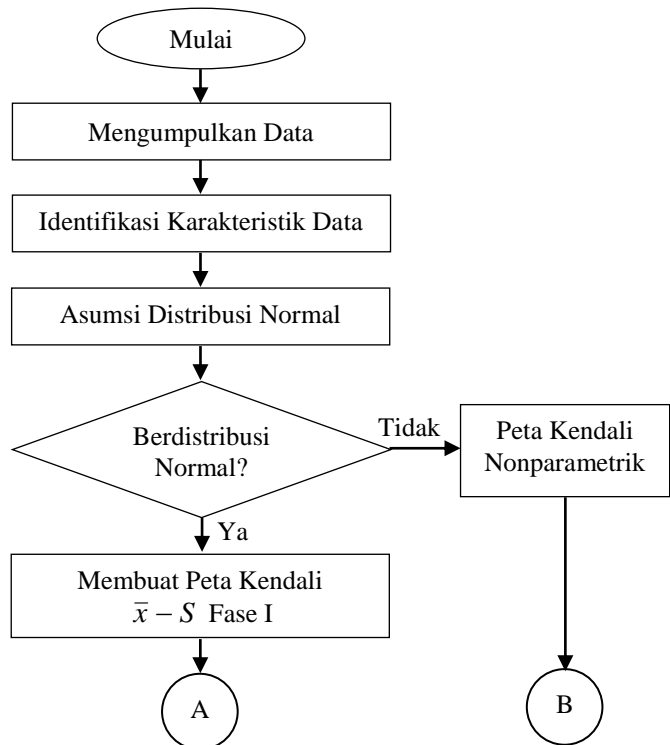 Mulai
Mengumpulkan Data
Identifikasi Karakteristik Data
Asumsi Distribusi Normal
Berdistribusi
Normal?
Tidak
Peta Kendali
Nonparametrik
Ya
Membuat Peta Kendali
x̄ – S Fase I
A
B